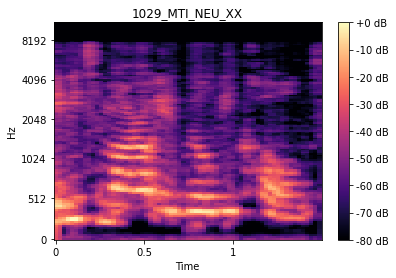 1029_MTI_NEU_XX
+0 dB
8192
-10 dB
4096
-20 dB
-30 dB
2048
-40 dB
Hz
1024
-50 dB
512
-60 dB
-70 dB
0
-80 dB
0
0.5
1
Time